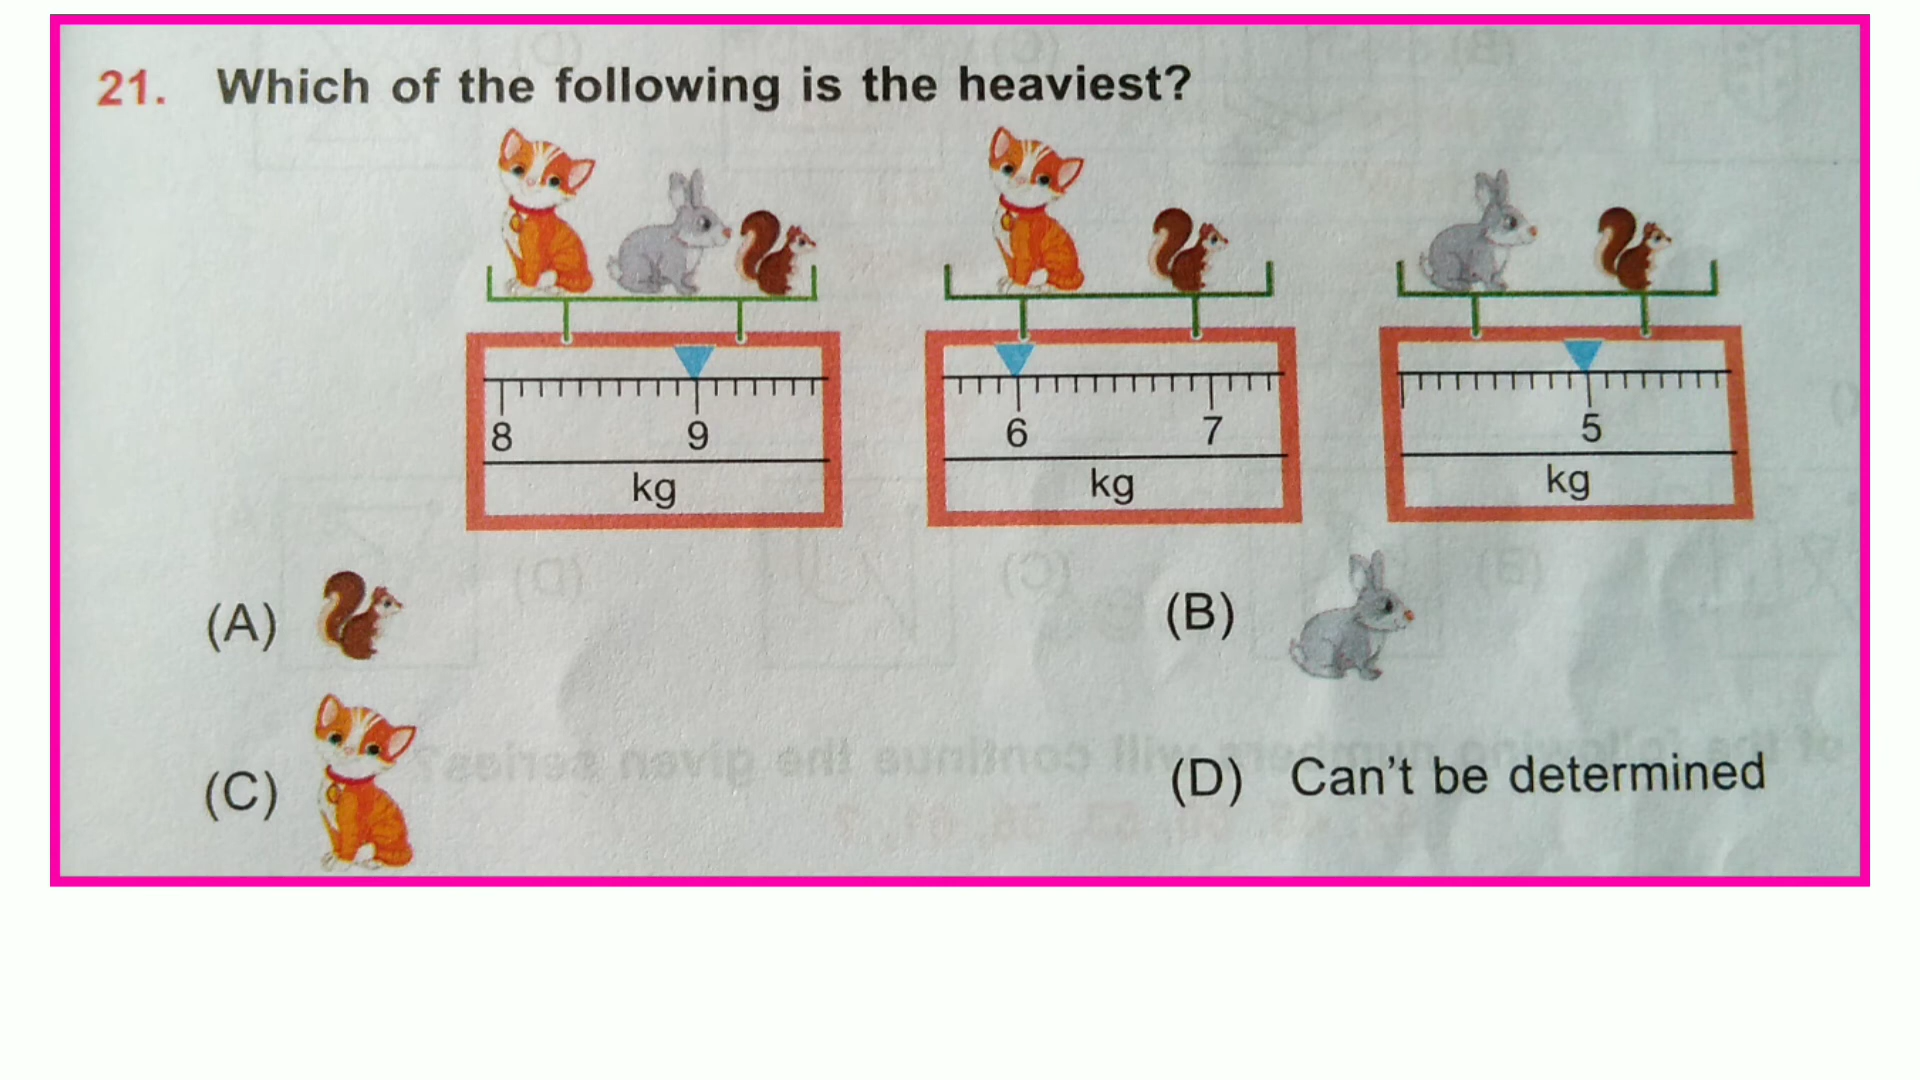 21. Which of the following is the heaviest?
8 9
kg
6 7
kg
5
kg
(A)
(B)
(C)
(D) Can't be determined